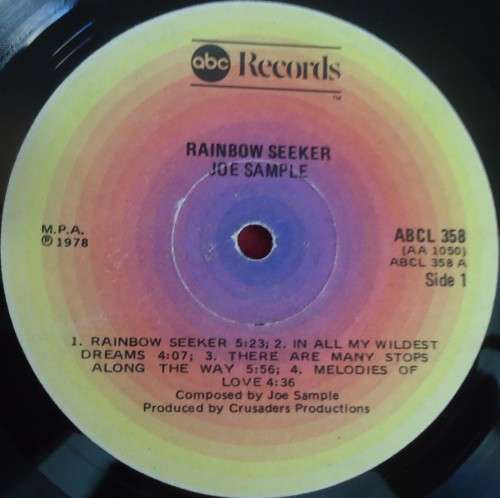 abc Records
™
RAINBOW SEEKER
JOE SAMPLE
M.P.A.
℗ 1978
ABCL 358
(AA 1050)
ABCL 358 A
Side 1
1. RAINBOW SEEKER 5:23; 2. IN ALL MY WILDEST
DREAMS 4:07; 3. THERE ARE MANY STOPS
ALONG THE WAY 5:56; 4. MELODIES OF
LOVE 4:36
Composed by Joe Sample
Produced by Crusaders Productions